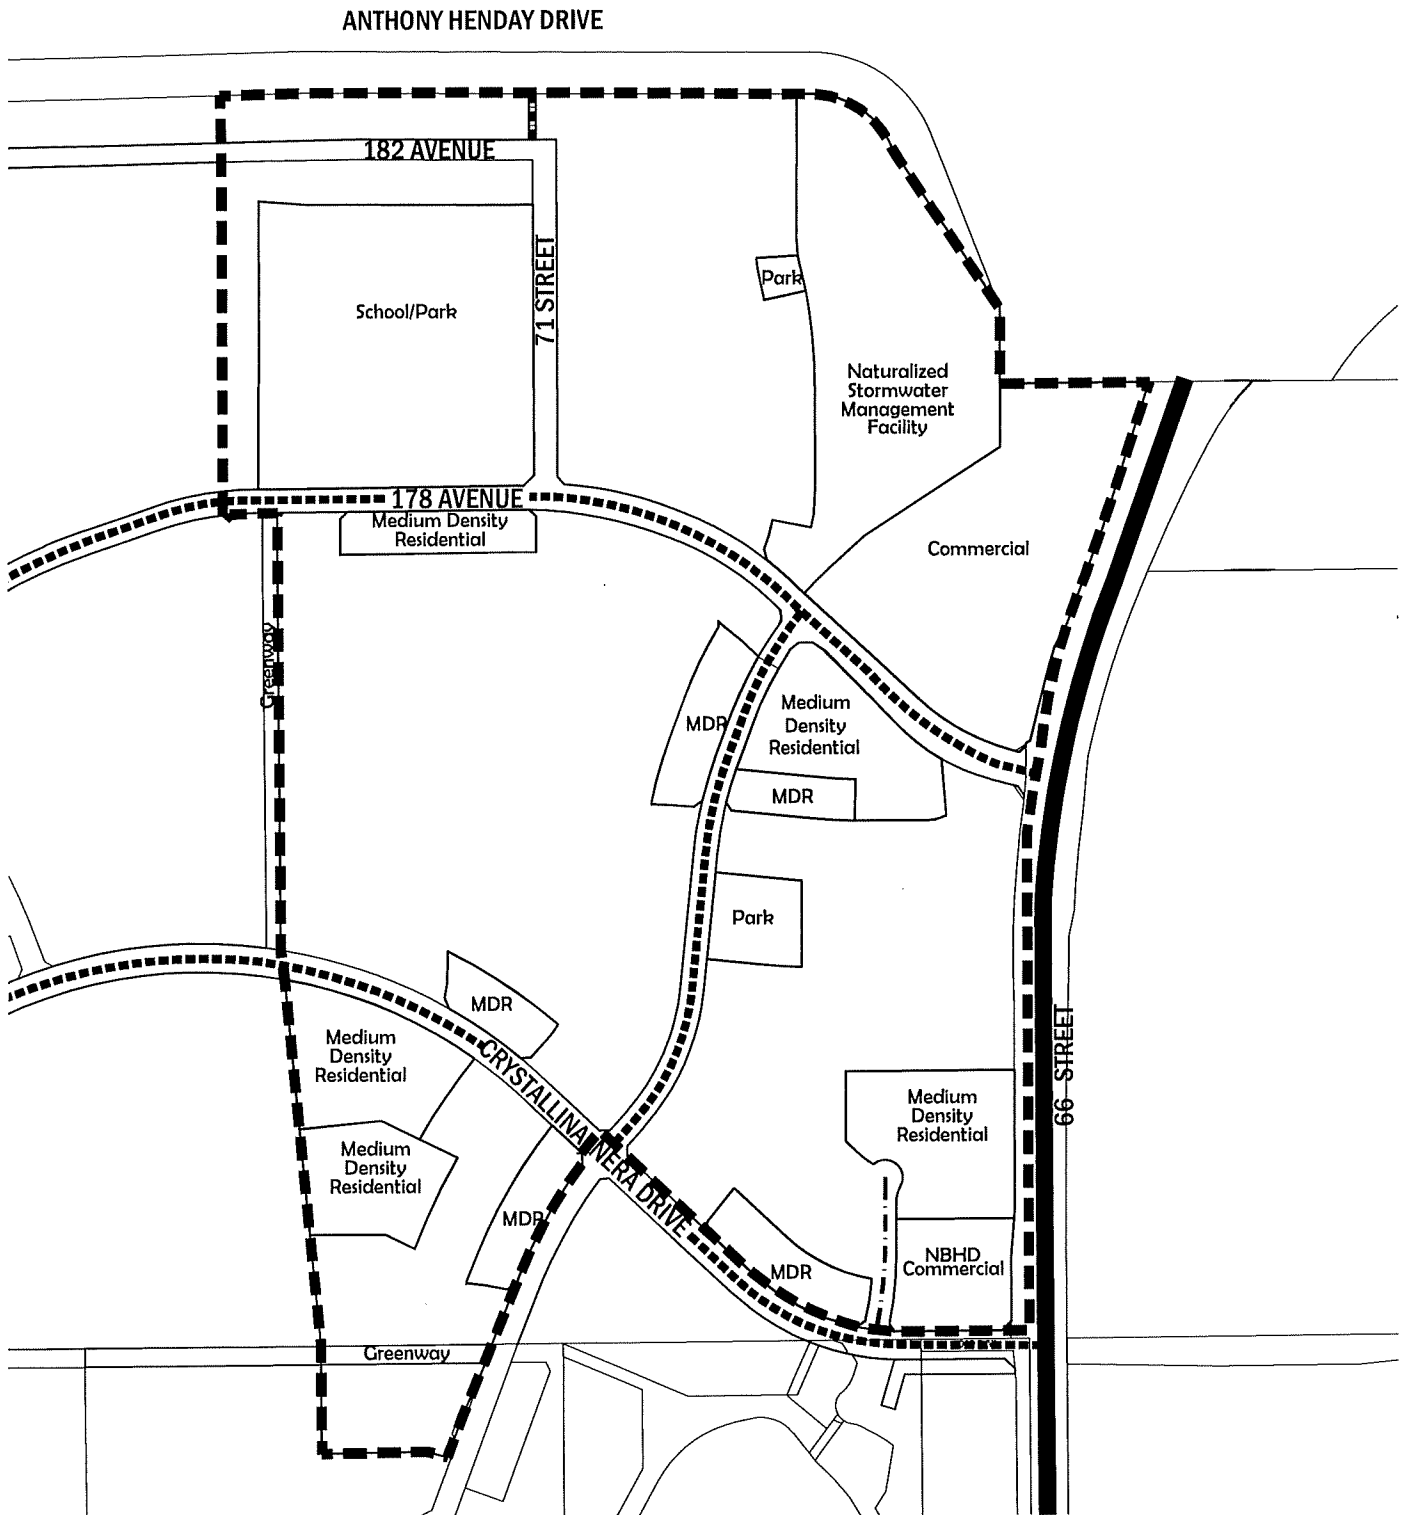 ANTHONY HENDAY DRIVE
182 AVENUE
71 STREET
Park
School/Park
Naturalized
Stormwater
Management
Facility
178 AVENUE
Medium Density
Residential
Commercial
Greenway
MDR
Medium
Density
Residential
MDR
Park
MDR
66 STREET
CRYSTALLINA NERA DRIVE
Medium
Density
Residential
Medium
Density
Residential
Medium
Density
Residential
MDR
NBHD
Commercial
MDR
Greenway